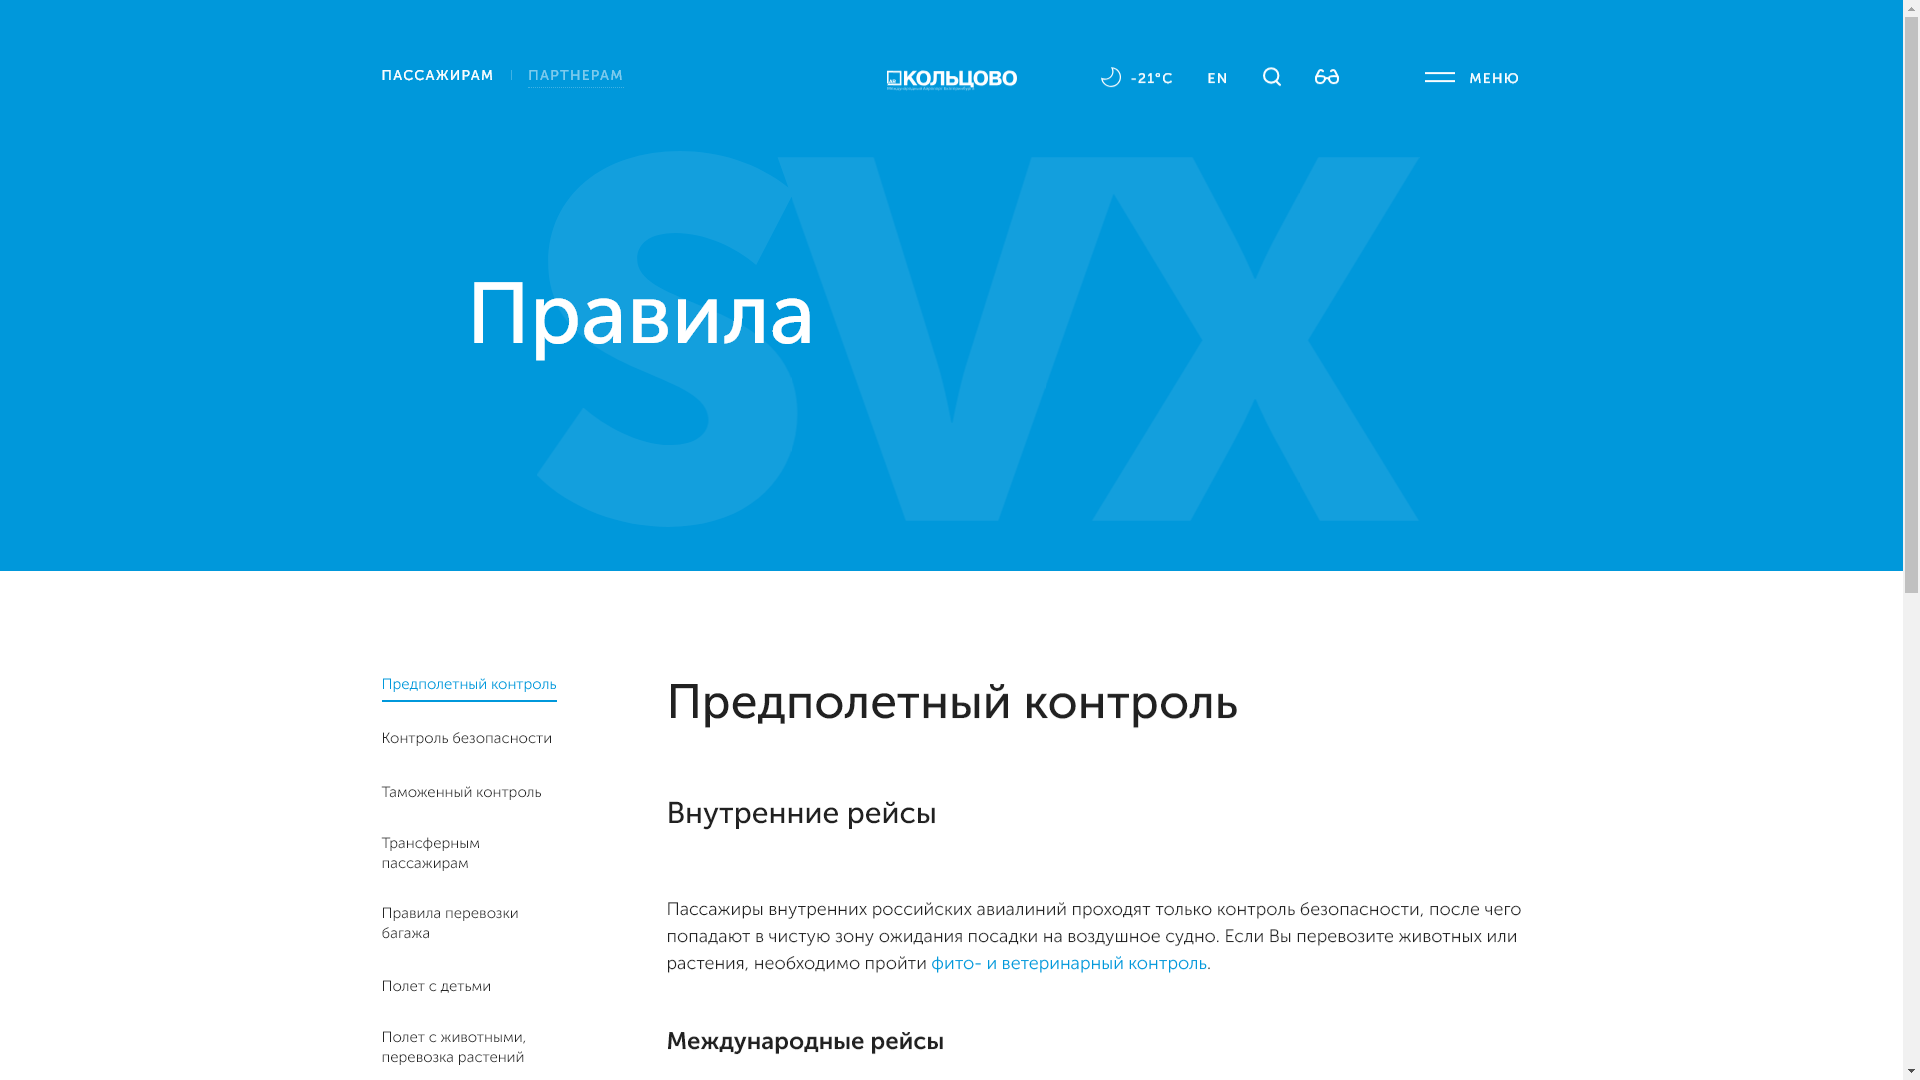 ПАССАЖИРАМ
ПАРТНЕРАМ
КОЛЬЦОВО
-21°C
EN
МЕНЮ
SVX
Правила
Предполетный контроль
Контроль безопасности
Таможенный контроль
Трансферным
пассажирам
Правила перевозки
багажа
Полет с детьми
Полет с животными,
перевозка растений
Предполетный контроль
Внутренние рейсы
Пассажиры внутренних российских авиалиний проходят только контроль безопасности, после чего
попадают в чистую зону ожидания посадки на воздушное судно. Если Вы перевозите животных или
растения, необходимо пройти фито- и ветеринарный контроль.
Международные рейсы